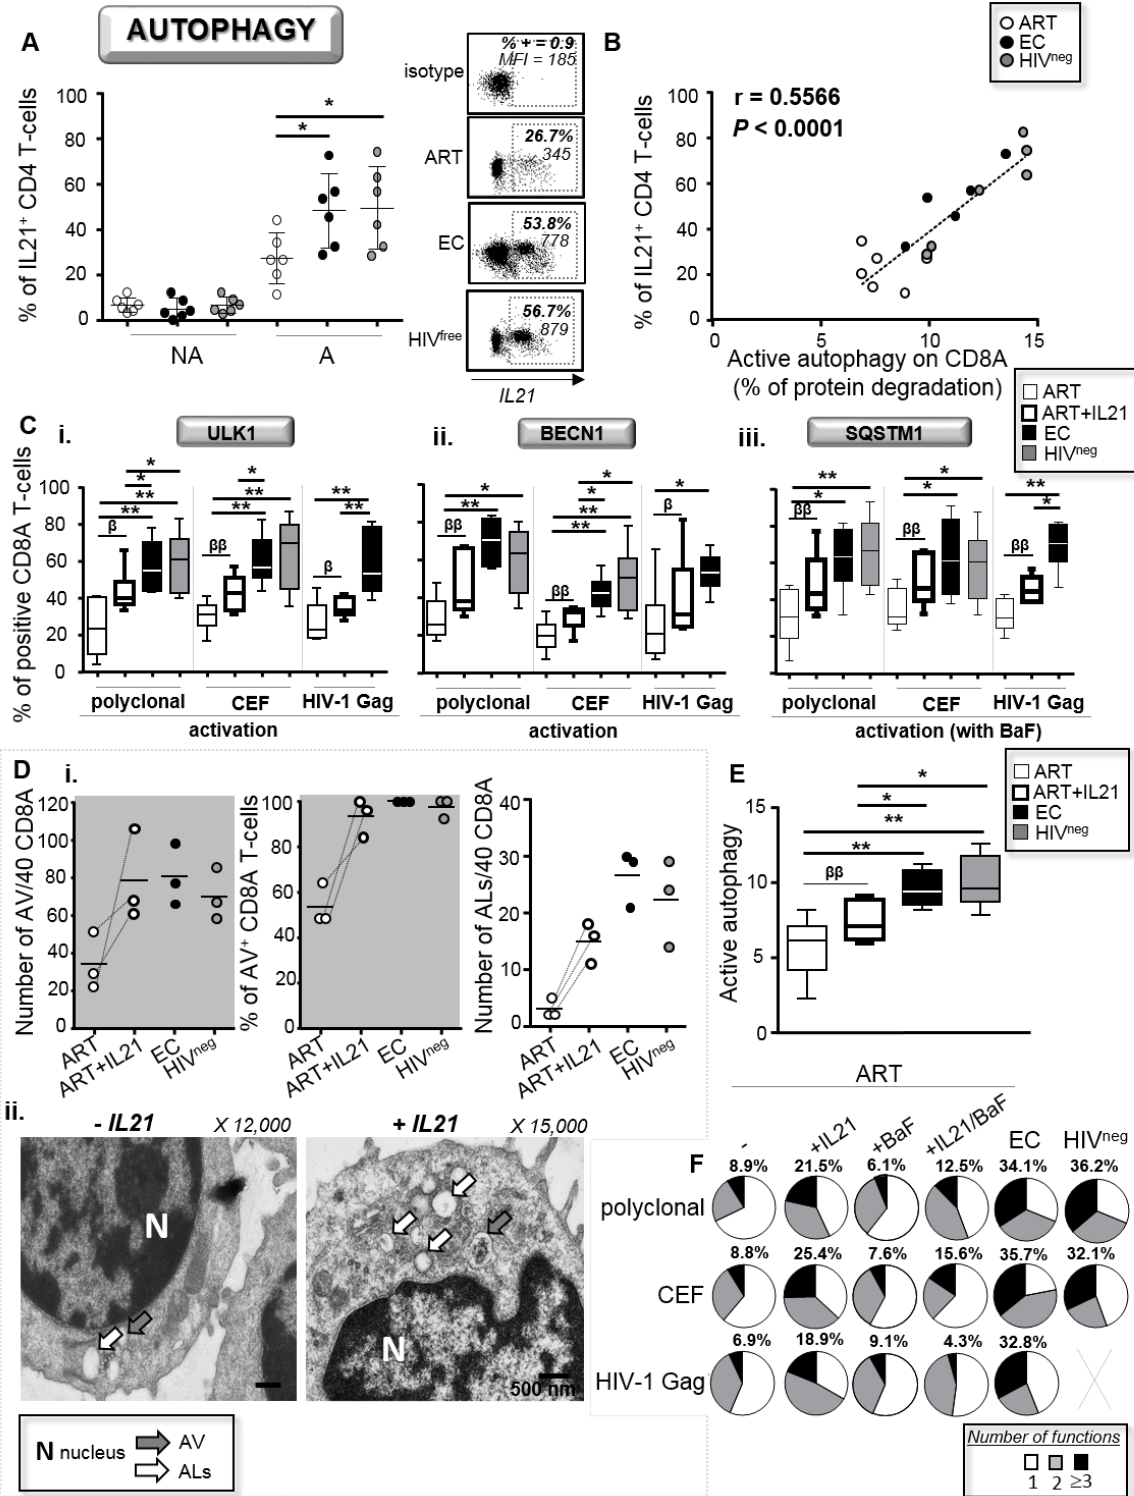 AUTOPHAGY
A
% of IL21+ CD4 T-cells
100
80
60
40
20
0
*
*
NA
A
isotype
% + = 0.9
MFI = 185
ART
26.7%
345
EC
53.8%
778
HIVfree
56.7%
879
IL21
B
ART
EC
HIVneg
% of IL21+ CD4 T-cells
100
80
60
40
20
0
r = 0.5566
P < 0.0001
0
5
10
15
Active autophagy on CD8A
(% of protein degradation)
ART
ART+IL21
EC
HIVneg
C
i.
ULK1
% of positive CD8A T-cells
100
80
60
40
20
0
*
*
**
**
β
*
**
**
ββ
**
**
β
polyclonal
CEF
HIV-1 Gag
activation
ii.
BECN1
*
**
ββ
*
*
**
**
ββ
*
β
polyclonal
CEF
HIV-1 Gag
activation
iii.
SQSTM1
**
*
ββ
*
*
ββ
**
*
ββ
polyclonal
CEF
HIV-1 Gag
activation (with BaF)
D
i.
Number of AV/40 CD8A
120
100
80
60
40
20
0
ART
ART+IL21
EC
HIVneg
% of AV+ CD8A T-cells
100
80
60
40
20
0
ART
ART+IL21
EC
HIVneg
Number of ALs/40 CD8A
40
30
20
10
0
ART
ART+IL21
EC
HIVneg
ii.
- IL21
X 12,000
N
+ IL21
X 15,000
N
500 nm
N nucleus
AV
ALs
E
ART
ART+IL21
EC
HIVneg
Active autophagy
15
10
5
0
*
*
**
**
ββ
F
ART
-
+IL21
+BaF
+IL21/BaF
EC
HIVneg
polyclonal
8.9%
21.5%
6.1%
12.5%
34.1%
36.2%
CEF
8.8%
25.4%
7.6%
15.6%
35.7%
32.1%
HIV-1 Gag
6.9%
18.9%
9.1%
4.3%
32.8%
Number of functions
1 2 ≥3